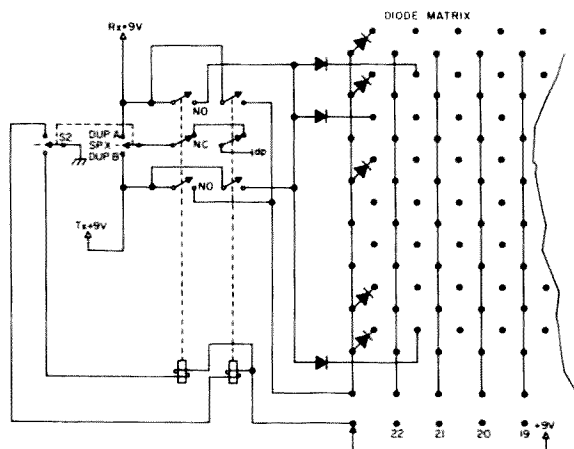 DIODE MATRIX
Rx+9V
NO
S2
DUP A
SPX
DUP B
NC
dp
NO
Tx+9V
22
21
20
19
+9V